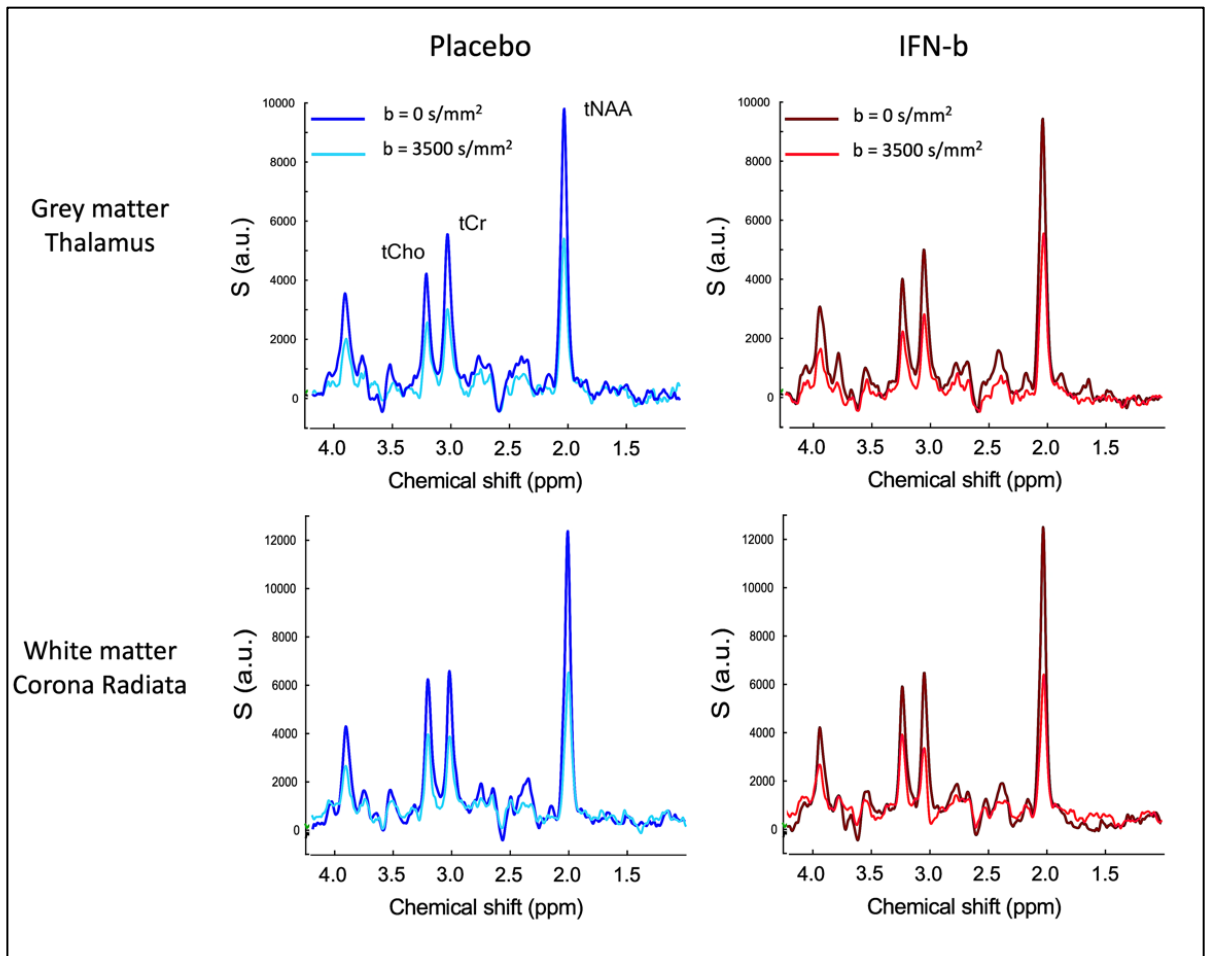 Placebo
IFN-b
Grey matter
Thalamus
S (a.u.)
10000
8000
6000
4000
2000
0
b = 0 s/mm²
b = 3500 s/mm²
tNAA
tCr
tCho
4.0 3.5 3.0 2.5 2.0 1.5
Chemical shift (ppm)
S (a.u.)
10000
8000
6000
4000
2000
0
b = 0 s/mm²
b = 3500 s/mm²
4.0 3.5 3.0 2.5 2.0 1.5
Chemical shift (ppm)
White matter
Corona Radiata
S (a.u.)
12000
10000
8000
6000
4000
2000
0
4.0 3.5 3.0 2.5 2.0 1.5
Chemical shift (ppm)
S (a.u.)
12000
10000
8000
6000
4000
2000
0
4.0 3.5 3.0 2.5 2.0 1.5
Chemical shift (ppm)